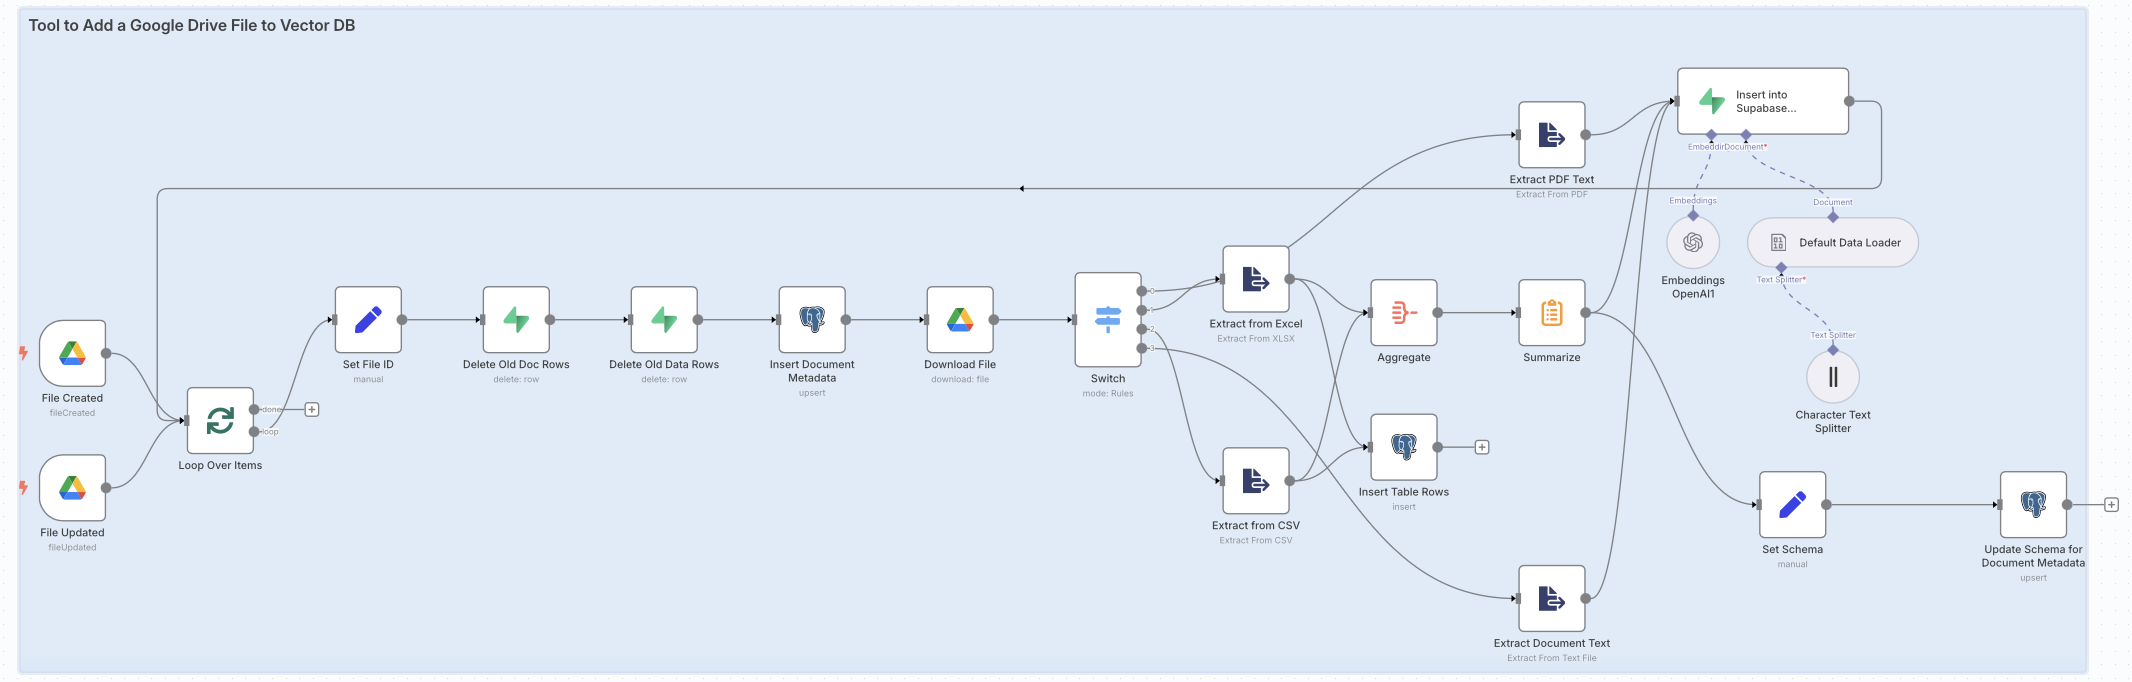 Tool to Add a Google Drive File to Vector DB
File Created
fileCreated
File Updated
fileUpdated
Loop Over Items
done
loop
Set File ID
manual
Delete Old Doc Rows
delete: row
Delete Old Data Rows
delete: row
Insert Document
Metadata
upsert
Download File
download: file
Switch
mode: Rules
0
1
2
3
Extract from Excel
Extract From XLSX
Extract from CSV
Extract From CSV
Aggregate
Insert Table Rows
insert
Extract PDF Text
Extract From PDF
Summarize
Extract Document Text
Extract From Text File
Insert into
Supabase...
Document*
Embeddings
Embeddings
OpenAI1
Document
Default Data Loader
Text Splitter*
Text Splitter
Character Text
Splitter
Set Schema
manual
Update Schema for
Document Metadata
upsert